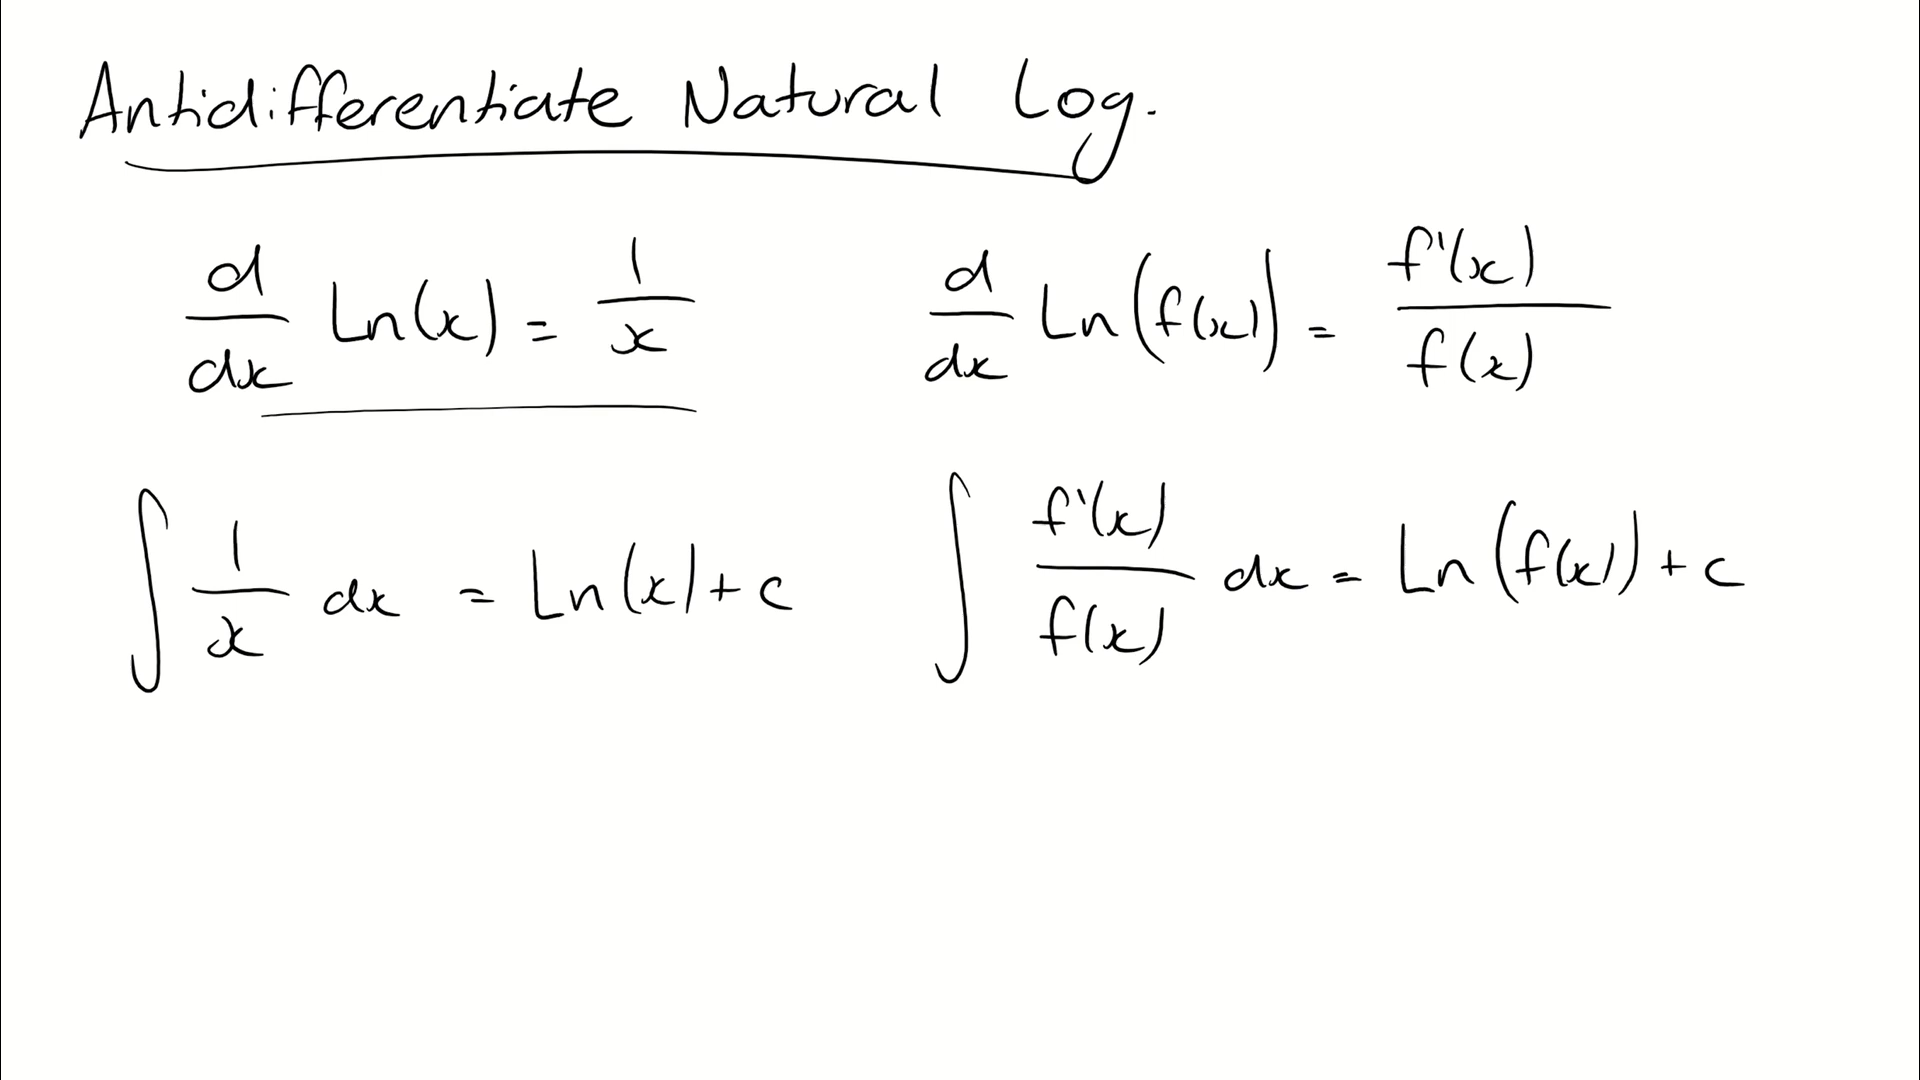 Antidifferentiate Natural Log.
d/dx Ln(x) = 1/x
d/dx Ln(f(x)) = f'(x)/f(x)
∫ 1/x dx = Ln(x) + c
∫ f'(x)/f(x) dx = Ln(f(x)) + c